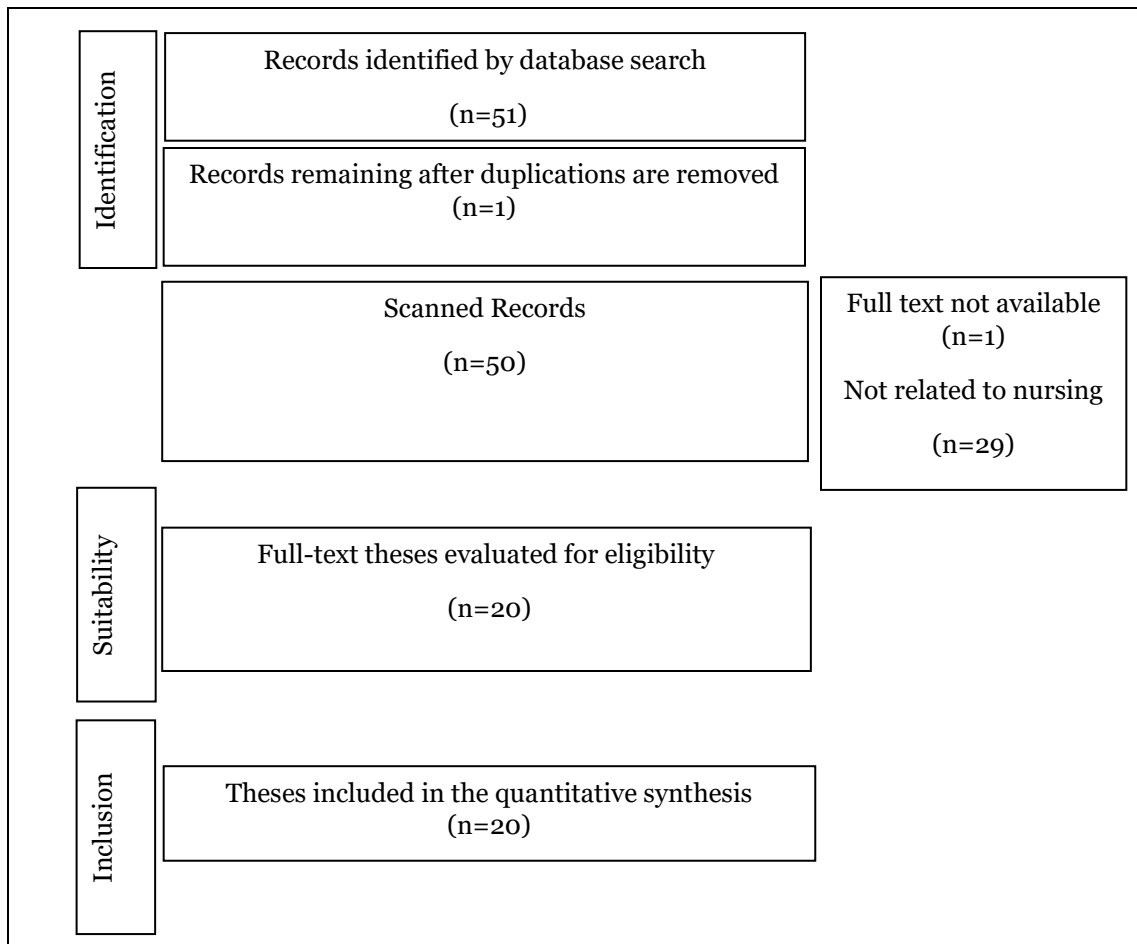 Identification
Records identified by database search
(n=51)
Records remaining after duplications are removed
(n=1)
Scanned Records
(n=50)
Full text not available
(n=1)
Not related to nursing
(n=29)
Suitability
Full-text theses evaluated for eligibility
(n=20)
Inclusion
Theses included in the quantitative synthesis
(n=20)